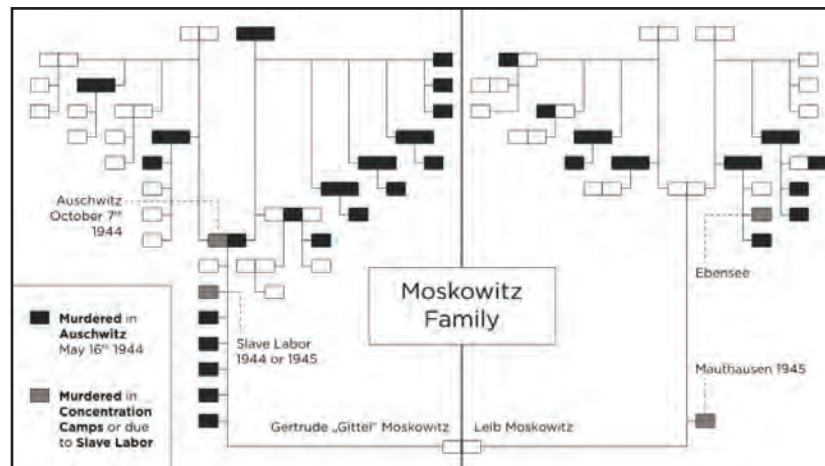 Auschwitz
October 7th
1944
Murdered in
Auschwitz
May 16th 1944
Murdered in
Concentration
Camps or due
to Slave Labor
Slave Labor
1944 or 1945
Moskowitz
Family
Ebensee
Mauthausen 1945
Gertrude „Gittel” Moskowitz
Leib Moskowitz